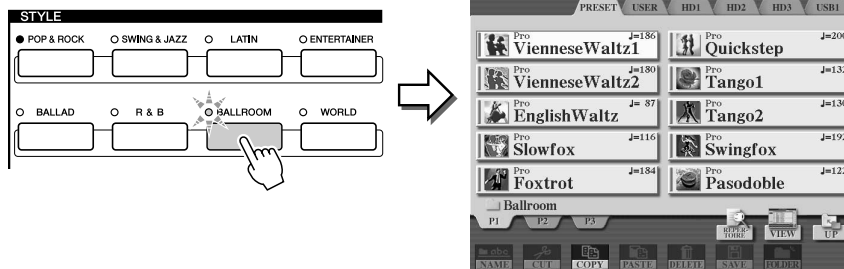 STYLE
POP & ROCK SWING & JAZZ LATIN ENTERTAINER
BALLAD R & B BALLROOM WORLD
PRESET USER HD1 HD2 HD3 USB1
Pro ♩=186
VienneseWaltz1
Pro ♩=200
Quickstep
Pro ♩=180
VienneseWaltz2
Pro ♩=132
Tango1
Pro ♩= 87
EnglishWaltz
Pro ♩=130
Tango2
Pro ♩=116
Slowfox
Pro ♩=192
Swingfox
Pro ♩=184
Foxtrot
Pro ♩=122
Pasodoble
Ballroom
P1 P2 P3
REPER-
TOIRE VIEW UP
abc
NAME CUT COPY PASTE DELETE SAVE FOLDER